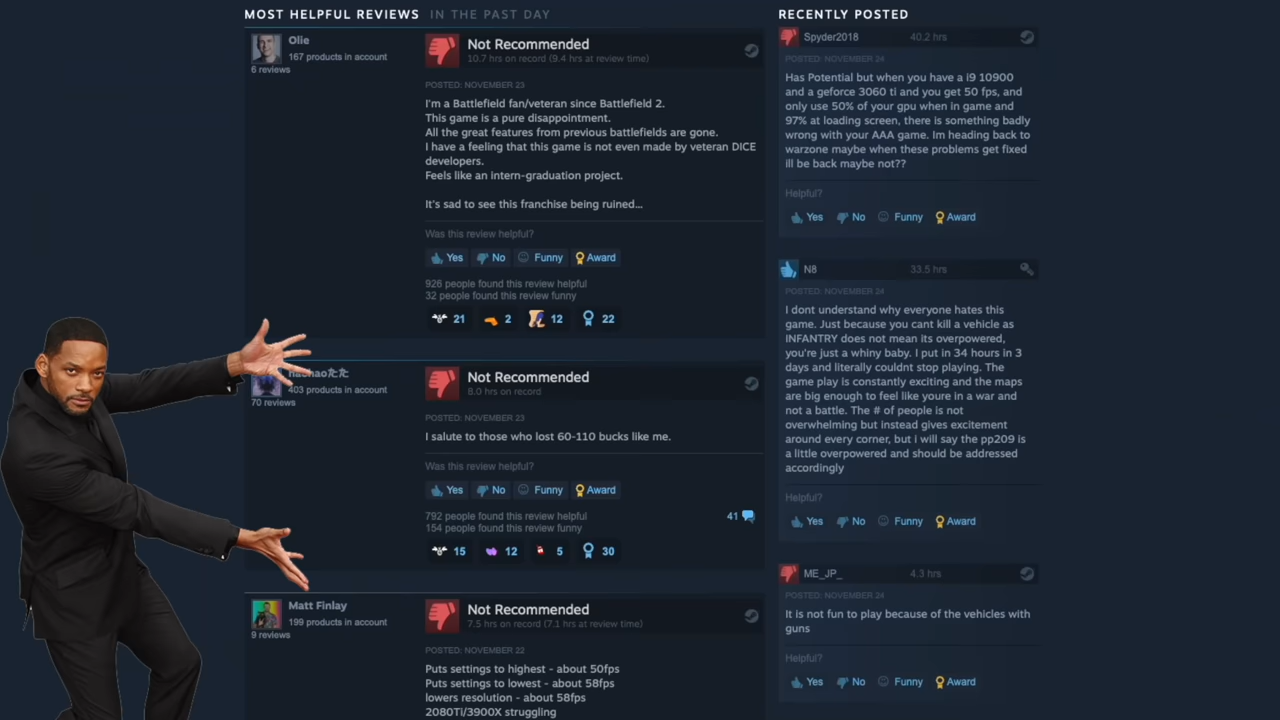 MOST HELPFUL REVIEWS IN THE PAST DAY
Olie
167 products in account
6 reviews
Not Recommended
10.7 hrs on record (9.4 hrs at review time)
POSTED: NOVEMBER 23
I'm a Battlefield fan/veteran since Battlefield 2.
This game is a pure disappointment.
All the great features from previous battlefields are gone.
I have a feeling that this game is not even made by veteran DICE
developers.
Feels like an intern-graduation project.
It's sad to see this franchise being ruined...
Was this review helpful?
Yes No Funny Award
926 people found this review helpful
32 people found this review funny
21 2 12 22
403 products in account
70 reviews
Not Recommended
8.0 hrs on record
POSTED: NOVEMBER 23
I salute to those who lost 60-110 bucks like me.
Was this review helpful?
Yes No Funny Award
792 people found this review helpful
154 people found this review funny
41
15 12 5 30
Matt Finlay
199 products in account
9 reviews
Not Recommended
7.5 hrs on record (7.1 hrs at review time)
POSTED: NOVEMBER 22
Puts settings to highest - about 50fps
Puts settings to lowest - about 58fps
lowers resolution - about 58fps
2080Ti/3900X struggling
RECENTLY POSTED
Spyder2018 40.2 hrs
POSTED: NOVEMBER 24
Has Potential but when you have a i9 10900
and a geforce 3060 ti and you get 50 fps, and
only use 50% of your gpu when in game and
97% at loading screen, there is something badly
wrong with your AAA game. Im heading back to
warzone maybe when these problems get fixed
ill be back maybe not??
Helpful?
Yes No Funny Award
N8 33.5 hrs
POSTED: NOVEMBER 24
I dont understand why everyone hates this
game. Just because you cant kill a vehicle as
INFANTRY does not mean its overpowered,
you're just a whiny baby. I put in 34 hours in 3
days and literally couldnt stop playing. The
game play is constantly exciting and the maps
are big enough to feel like youre in a war and
not a battle. The # of people is not
overwhelming but instead gives excitement
around every corner, but i will say the pp209 is
a little overpowered and should be addressed
accordingly
Helpful?
Yes No Funny Award
ME_JP_ 4.3 hrs
POSTED: NOVEMBER 24
It is not fun to play because of the vehicles with
guns
Helpful?
Yes No Funny Award